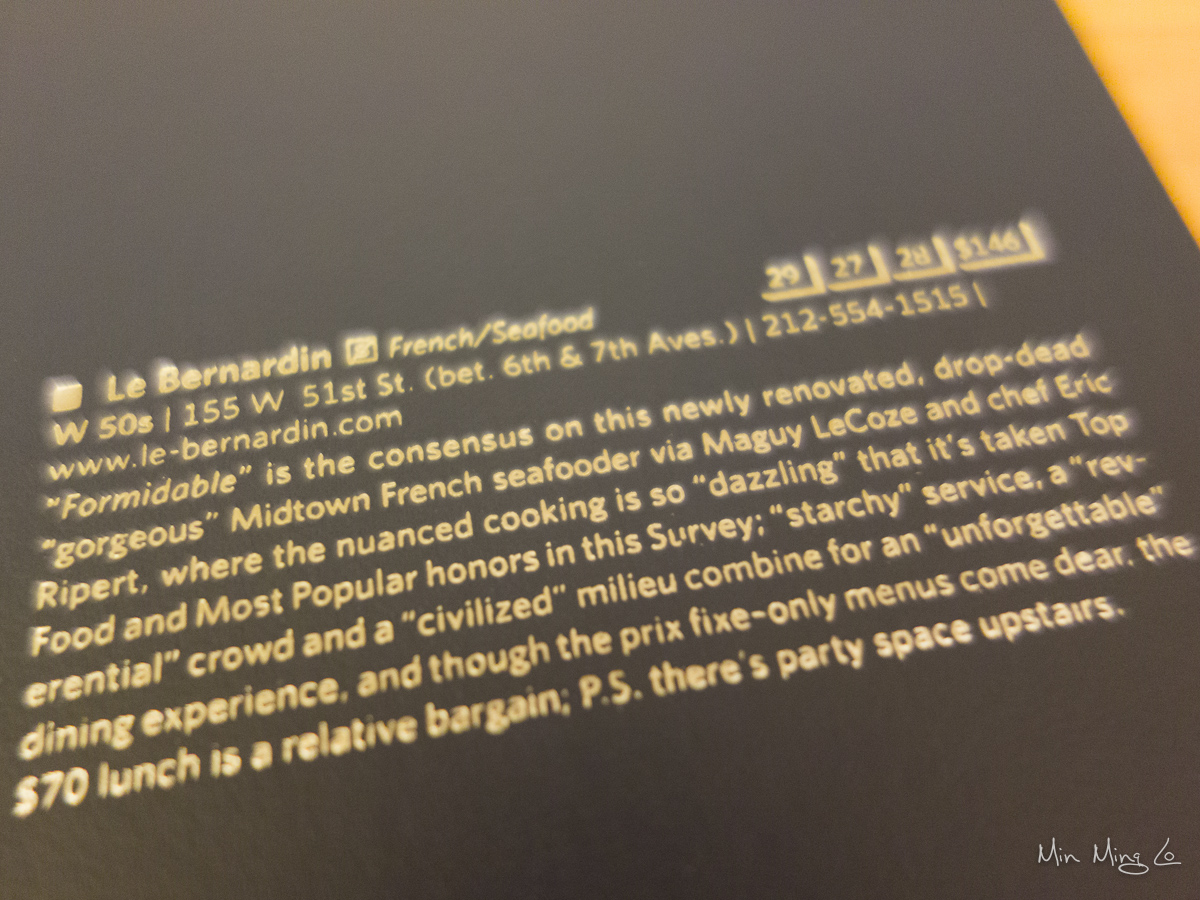 29 27 28 $146
Le Bernardin French/Seafood
W 50s | 155 W 51st St. (bet. 6th & 7th Aves.) | 212-554-1515 |
www.le-bernardin.com
"Formidable" is the consensus on this newly renovated, drop-dead
"gorgeous" Midtown French seafooder via Maguy LeCoze and chef Eric
Ripert, where the nuanced cooking is so "dazzling" that it's taken Top
Food and Most Popular honors in this Survey; "starchy" service, a "rev-
erential" crowd and a "civilized" milieu combine for an "unforgettable"
dining experience, and though the prix fixe-only menus come dear, the
$70 lunch is a relative bargain; P.S. there's party space upstairs.
Min Ming Lo